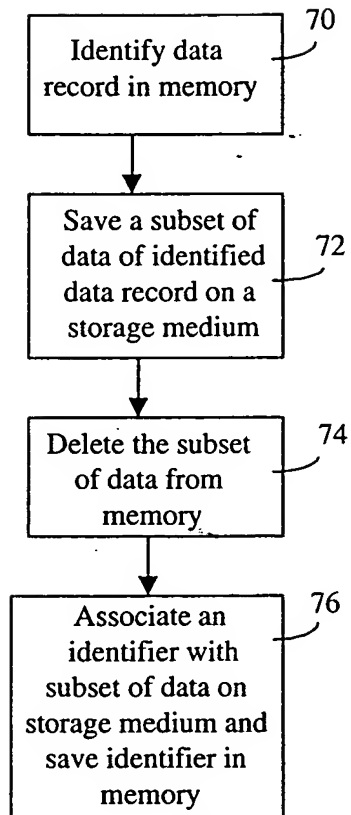 70
Identify data
record in memory
72
Save a subset of
data of identified
data record on a
storage medium
74
Delete the subset
of data from
memory
76
Associate an
identifier with
subset of data on
storage medium and
save identifier in
memory